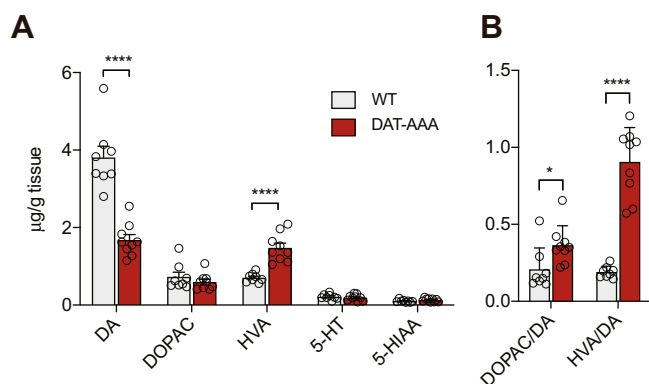 A
B
µg/g tissue
6
4
2
0
****
****
WT
DAT-AAA
DA
DOPAC
HVA
5-HT
5-HIAA
1.5
1.0
0.5
0.0
*
****
DOPAC/DA
HVA/DA